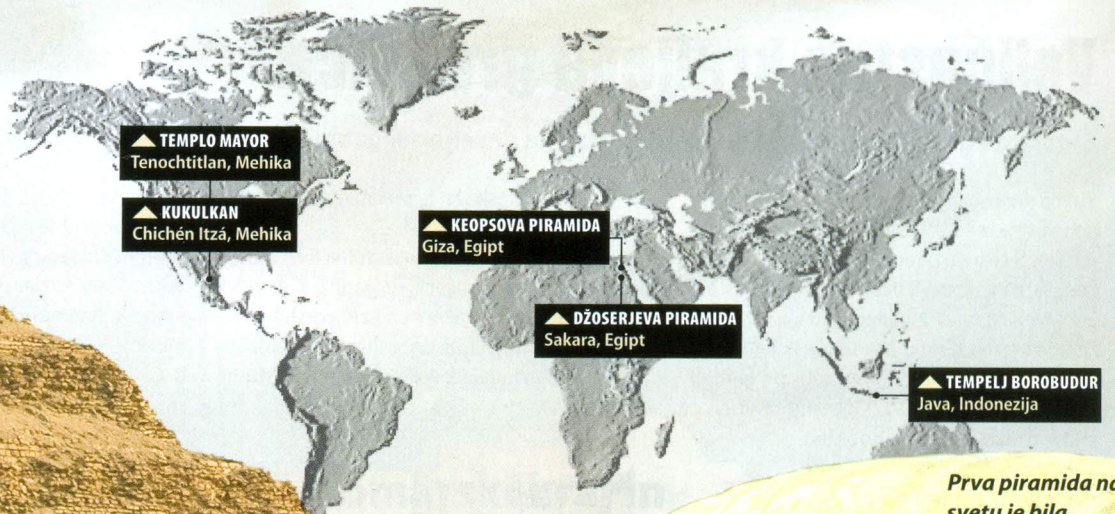 TEMPLO MAYOR
Tenochtitlan, Mehika
KUKULKAN
Chichén Itzá, Mehika
KEOPSOVA PIRAMIDA
Giza, Egipt
DŽOSERJEVA PIRAMIDA
Sakara, Egipt
TEMPELJ BOROBUDUR
Java, Indonezija
Prva piramida na
svetu je bila